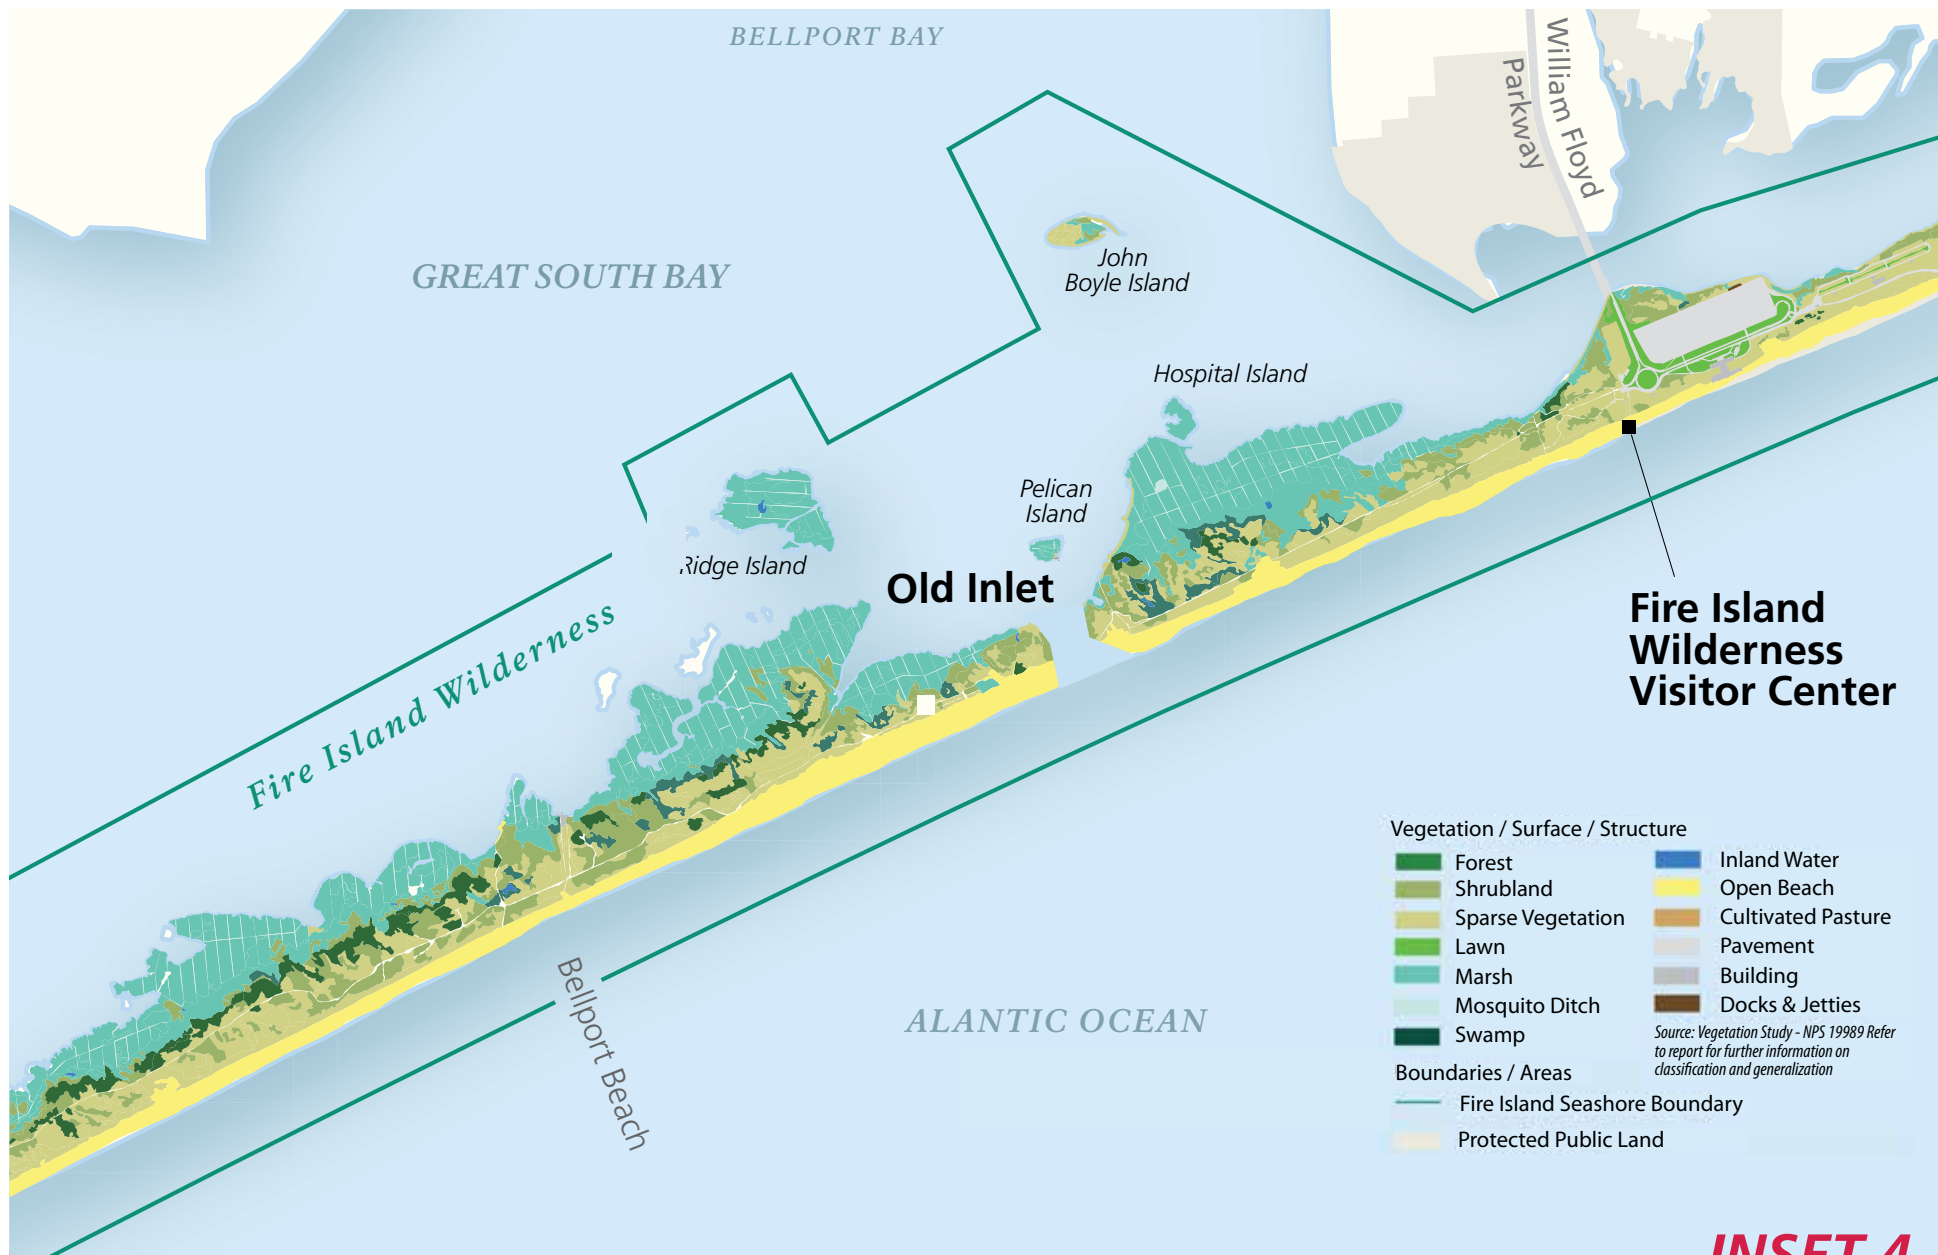 BELLPORT BAY
William Floyd
Parkway
GREAT SOUTH BAY
John
Boyle Island
Hospital Island
Pelican
Island
Ridge Island
Old Inlet
Fire Island Wilderness
Fire Island
Wilderness
Visitor Center
Bellport Beach
ALANTIC OCEAN
Vegetation / Surface / Structure
Forest
Shrubland
Sparse Vegetation
Lawn
Marsh
Mosquito Ditch
Swamp
Inland Water
Open Beach
Cultivated Pasture
Pavement
Building
Docks & Jetties
Source: Vegetation Study - NPS 19989 Refer
to report for further information on
classification and generalization
Boundaries / Areas
Fire Island Seashore Boundary
Protected Public Land
INSET 4